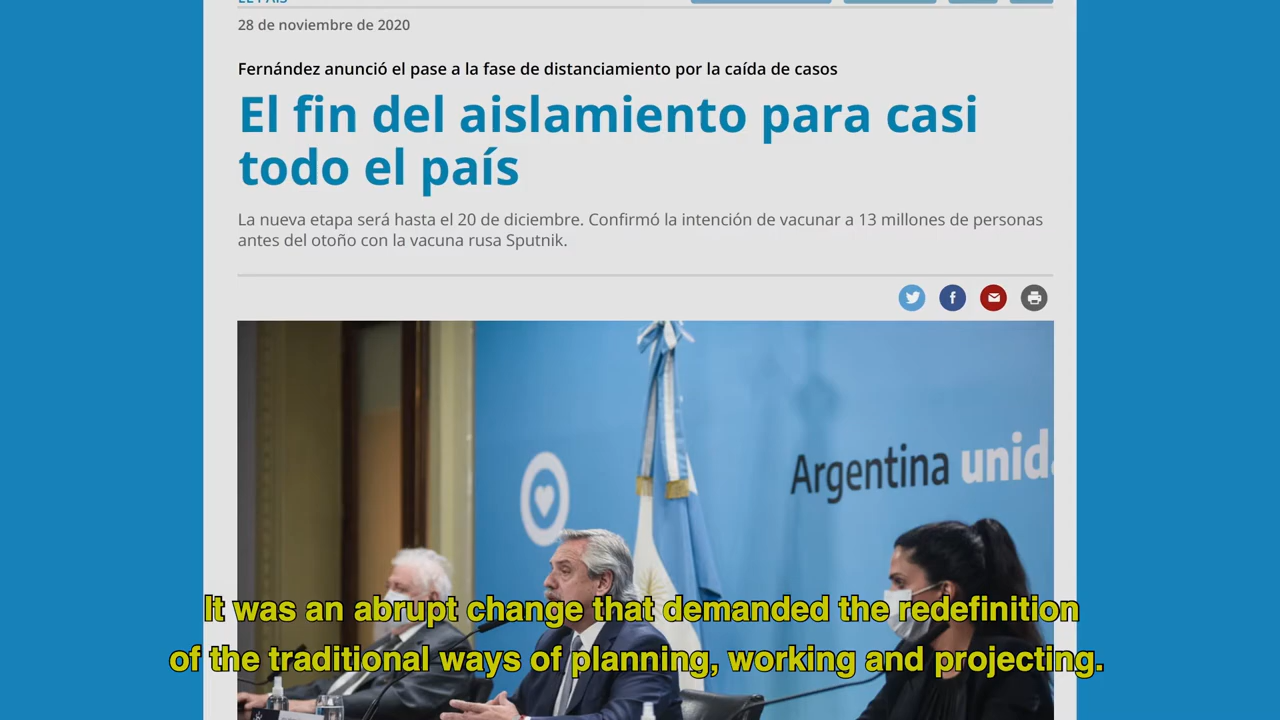 EL PAÍS
28 de noviembre de 2020
Fernández anunció el pase a la fase de distanciamiento por la caída de casos
El fin del aislamiento para casi
todo el país
La nueva etapa será hasta el 20 de diciembre. Confirmó la intención de vacunar a 13 millones de personas
antes del otoño con la vacuna rusa Sputnik.
Argentina unid
It was an abrupt change that demanded the redefinition
of the traditional ways of planning, working and projecting.